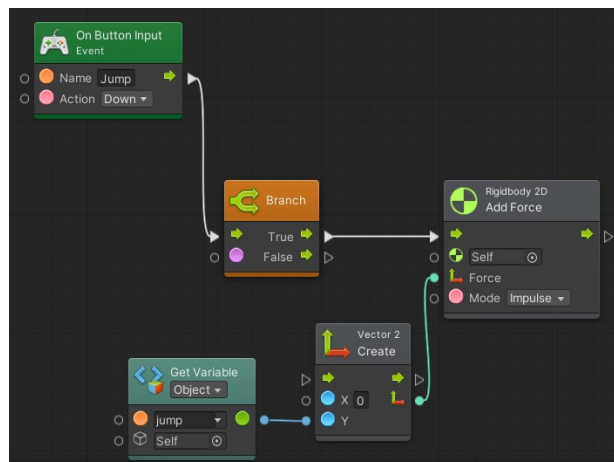 On Button Input
Event
Name Jump
Action Down
Branch
True
False
Rigidbody 2D
Add Force
Self
Force
Mode Impulse
Vector 2
Create
X 0
Y
Get Variable
Object
jump
Self